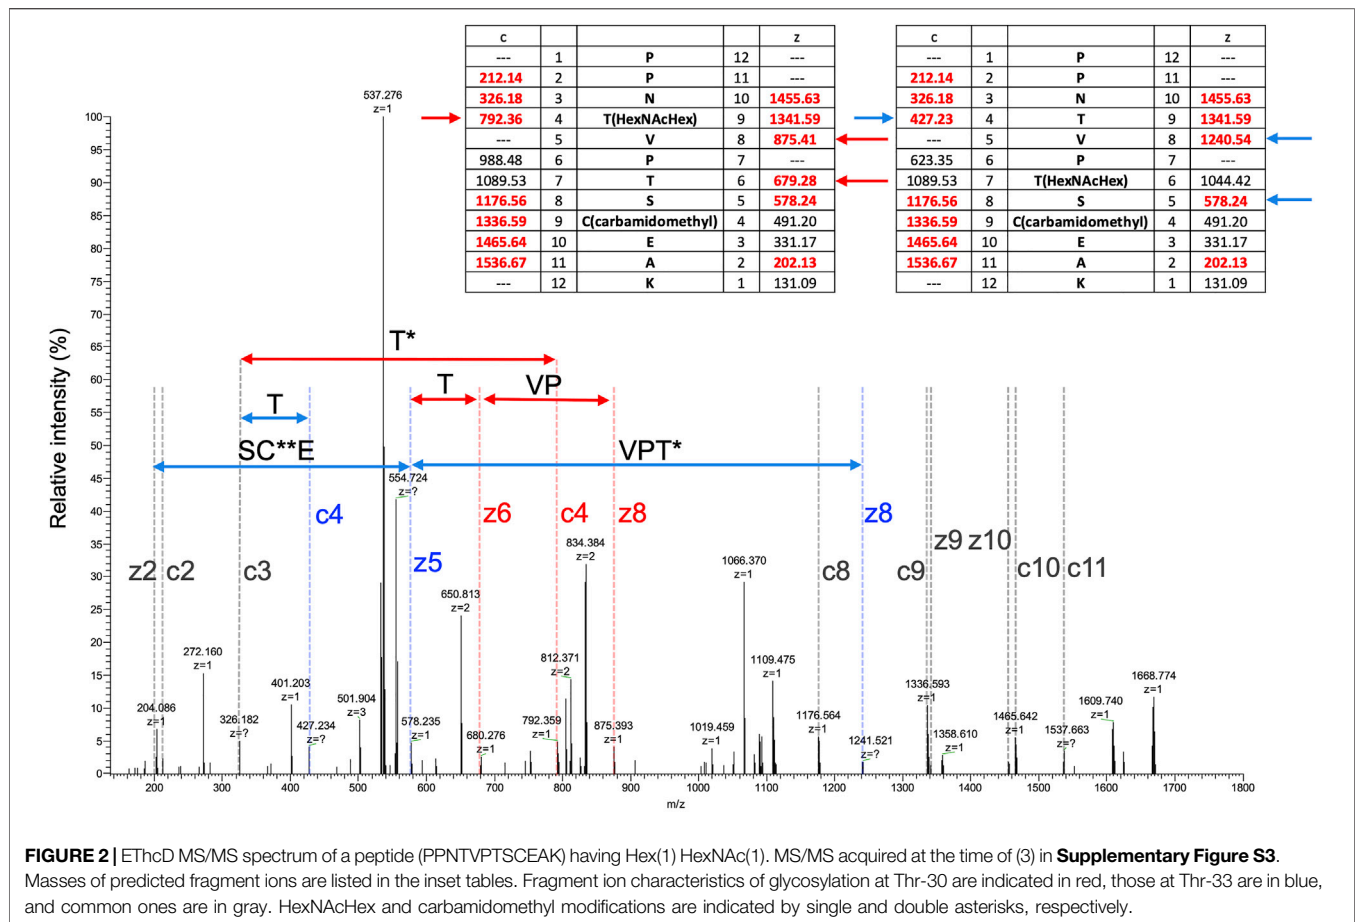 c z
--- 1 P 12 ---
212.14 2 P 11 ---
326.18 3 N 10 1455.63
792.36 4 T(HexNAcHex) 9 1341.59
--- 5 V 8 875.41
988.48 6 P 7 ---
1089.53 7 T 6 679.28
1176.56 8 S 5 578.24
1336.59 9 C(carbamidomethyl) 4 491.20
1465.64 10 E 3 331.17
1536.67 11 A 2 202.13
--- 12 K 1 131.09
c z
--- 1 P 12 ---
212.14 2 P 11 ---
326.18 3 N 10 1455.63
427.23 4 T 9 1341.59
--- 5 V 8 1240.54
623.35 6 P 7 ---
1089.53 7 T(HexNAcHex) 6 1044.42
1176.56 8 S 5 578.24
1336.59 9 C(carbamidomethyl) 4 491.20
1465.64 10 E 3 331.17
1536.67 11 A 2 202.13
--- 12 K 1 131.09
Relative intensity (%)
100
95
90
85
80
75
70
65
60
55
50
45
40
35
30
25
20
15
10
5
0
537.276
z=1
T*
T VP
T
SC**E VPT*
554.724
z=?
c4 z6 c4 z8 z8
z2 c2 c3 z5 c8 c9 z9 z10 c10 c11
834.384
z=2
650.813
z=2
1066.370
z=1
272.160
z=1
401.203
z=1
812.371
z=2
1109.475
z=1
1668.774
z=1
204.086
z=1
326.182
z=?
427.234
z=?
501.904
z=3
578.235
z=1
680.276
z=1
792.359
z=1
875.393
z=1
1019.459
z=1
1176.564
z=1
1241.521
z=?
1336.593
z=1
1358.610
z=1
1465.642
z=1
1537.663
z=?
1609.740
z=1
200 300 400 500 600 700 800 900 1000 1100 1200 1300 1400 1500 1600 1700 1800
m/z
FIGURE 2 | EThcD MS/MS spectrum of a peptide (PPNTVPTSCEAK) having Hex(1) HexNAc(1). MS/MS acquired at the time of (3) in Supplementary Figure S3.
Masses of predicted fragment ions are listed in the inset tables. Fragment ion characteristics of glycosylation at Thr-30 are indicated in red, those at Thr-33 are in blue,
and common ones are in gray. HexNAcHex and carbamidomethyl modifications are indicated by single and double asterisks, respectively.